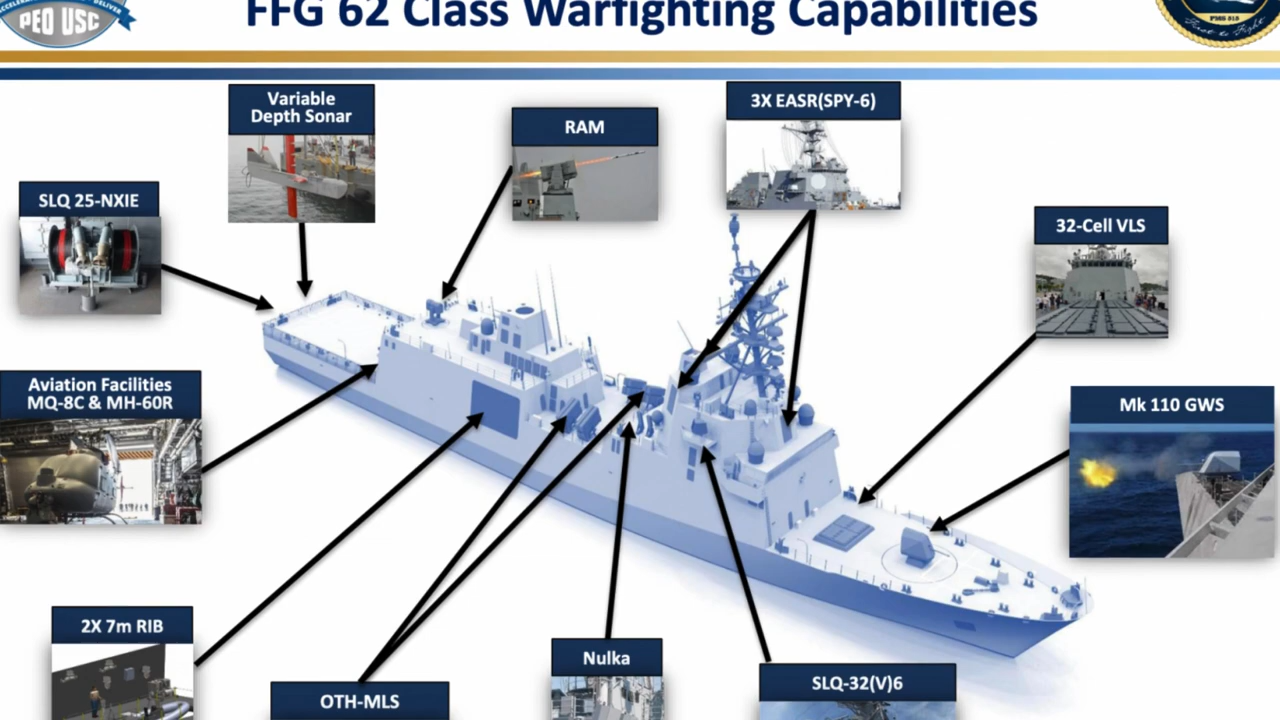 PEO USC
FFG 62 Class Warfighting Capabilities
PMS 515
Variable
Depth Sonar
RAM
3X EASR(SPY-6)
SLQ 25-NXIE
32-Cell VLS
Aviation Facilities
MQ-8C & MH-60R
Mk 110 GWS
2X 7m RIB
Nulka
OTH-MLS
SLQ-32(V)6